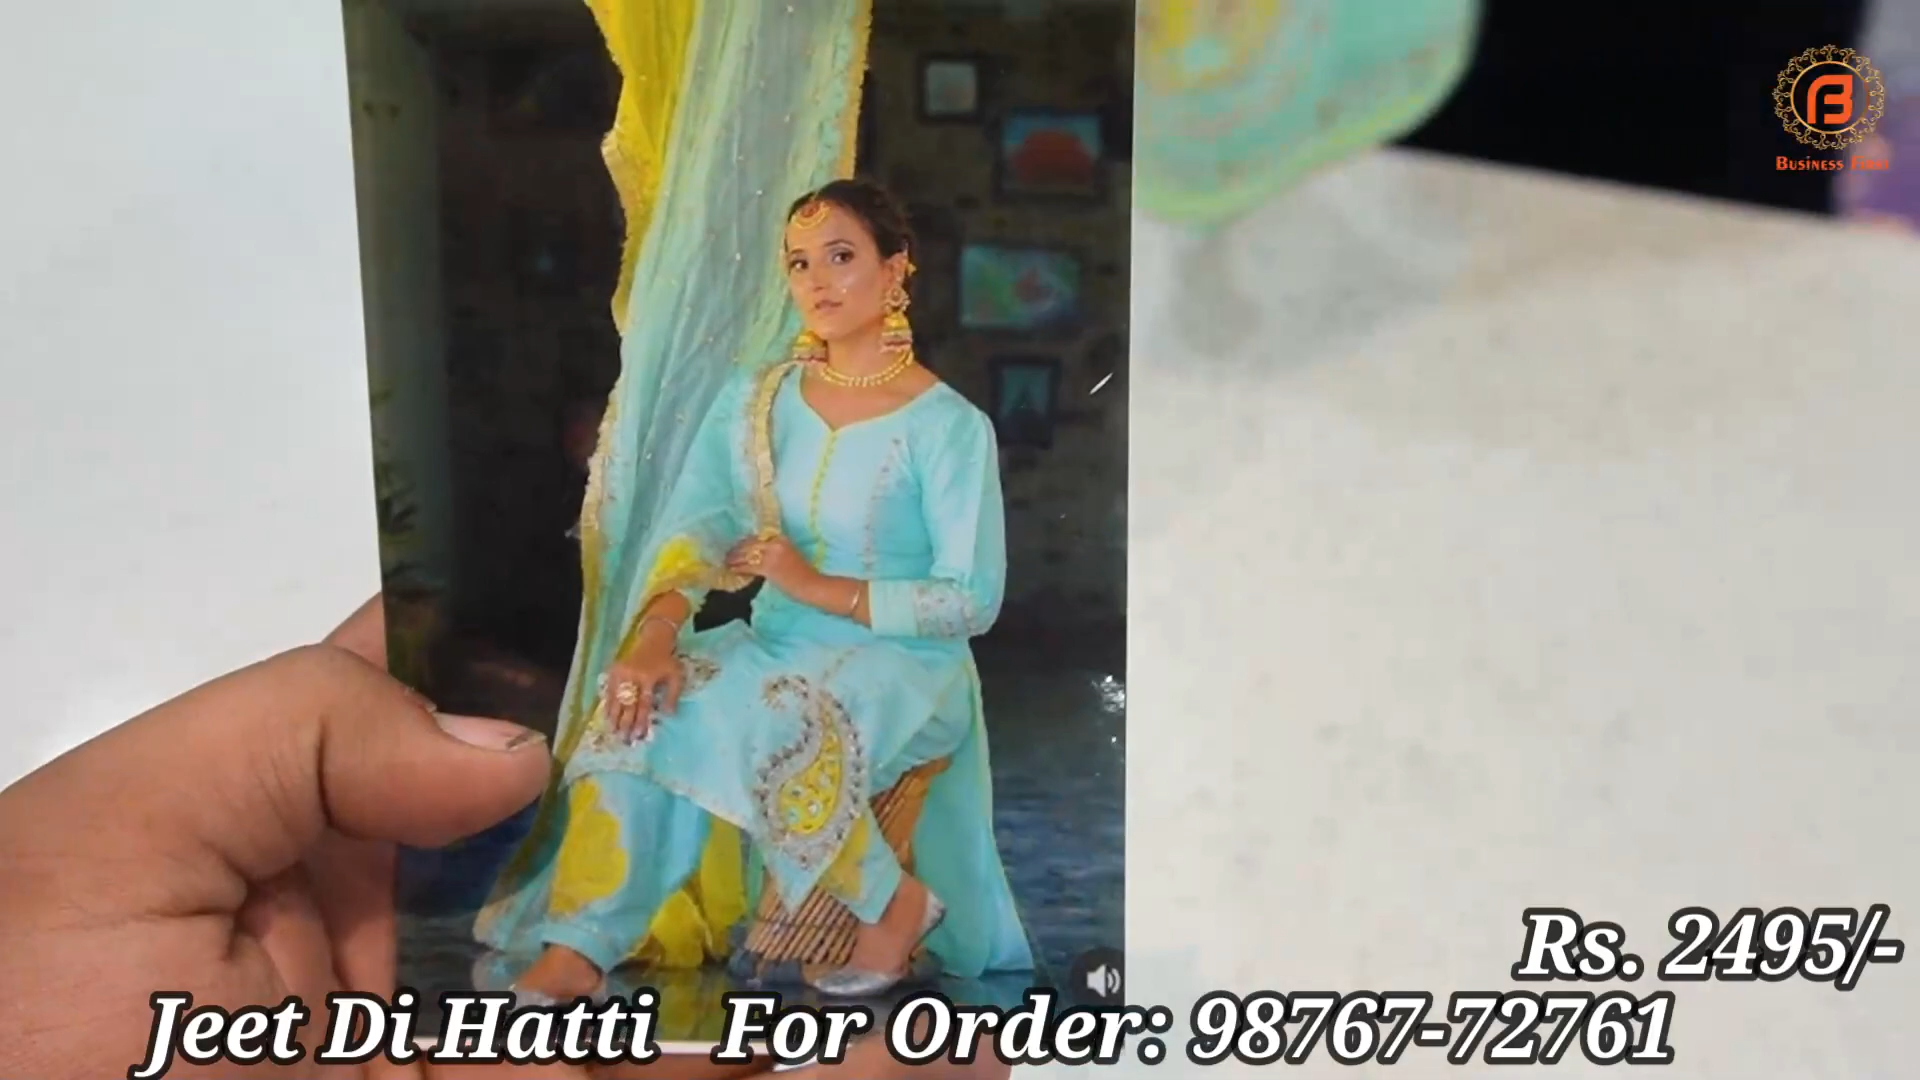 Business First
Rs. 2495/-
Jeet Di Hatti For Order: 98767-72761